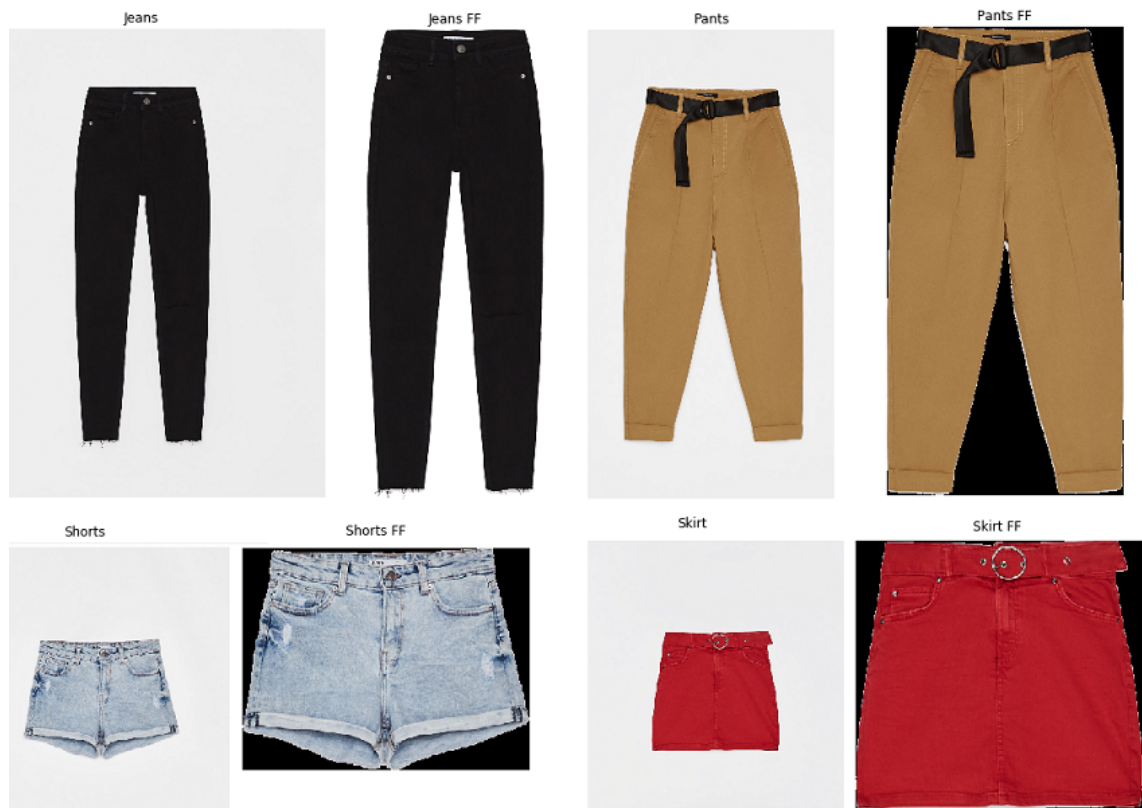 Jeans
Jeans FF
Pants
Pants FF
Shorts
Shorts FF
Skirt
Skirt FF